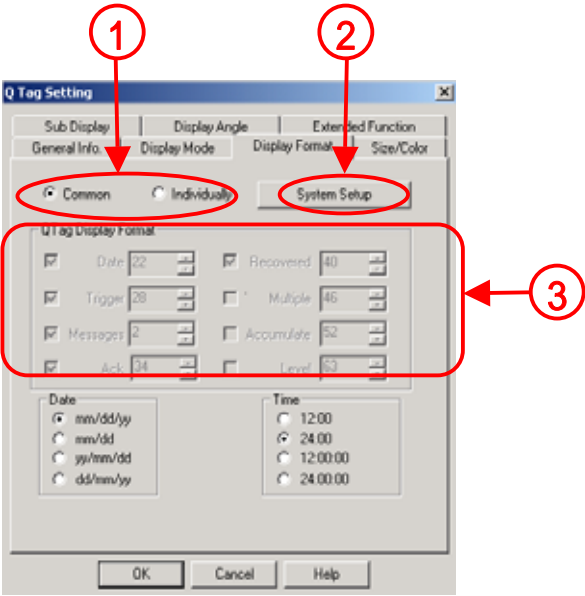 1 2
Q Tag Setting
Sub Display Display Angle Extended Function
General Info. Display Mode Display Format Size/Color
Common Individually System Setup
QTag Display Format
Date 22 Recovered 40
Trigger 28 ' Multiple 46
Messages 2 Accumulate 52
3
Ack 34 Level 63
Date Time
mm/dd/yy 12:00
mm/dd 24:00
yy/mm/dd 12:00:00
dd/mm/yy 24:00:00
OK Cancel Help